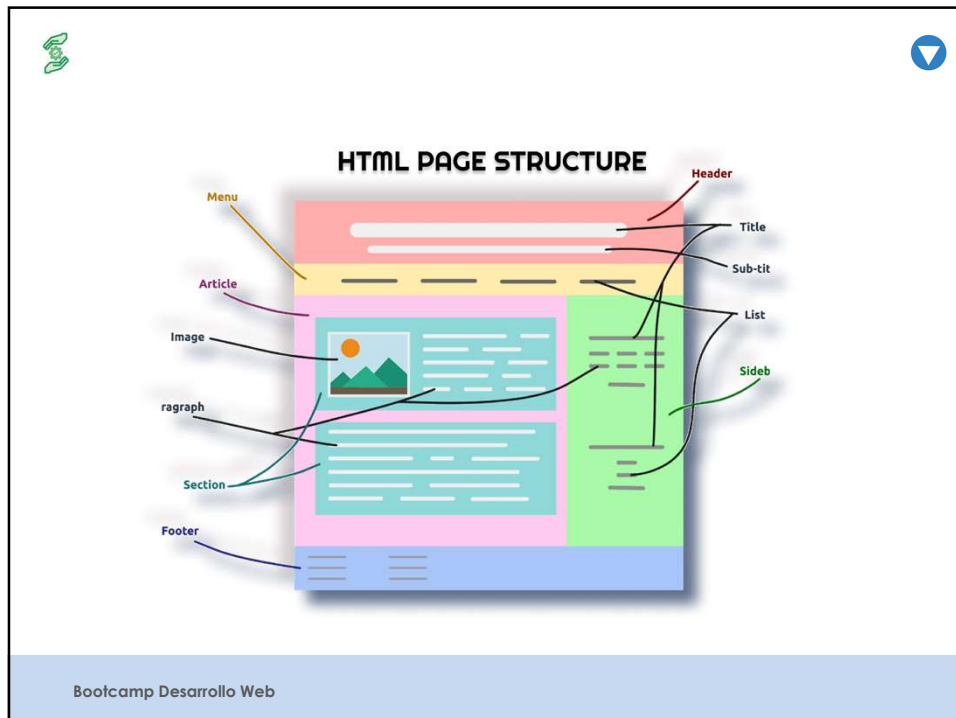 HTML PAGE STRUCTURE
Header
Menu
Title
Sub-tit
Article
List
Image
Sideb
ragraph
Section
Footer
Bootcamp Desarrollo Web